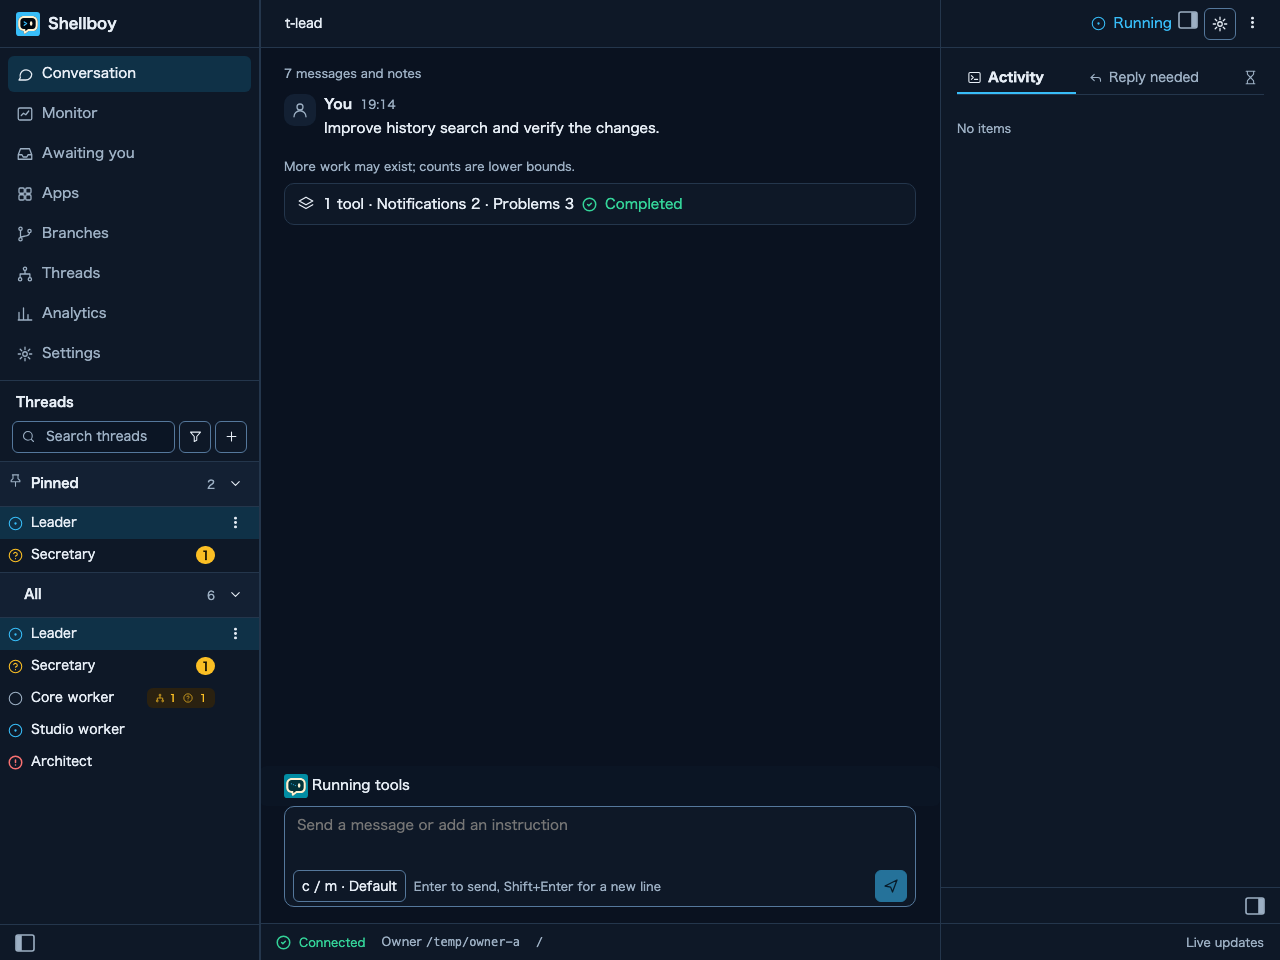 Shellboy
Conversation
Monitor
Awaiting you
Apps
Branches
Threads
Analytics
Settings
Threads
Search threads
Pinned 2
Leader
Secretary 1
All 6
Leader
Secretary 1
Core worker 1 1
Studio worker
Architect
t-lead
7 messages and notes
You 19:14
Improve history search and verify the changes.
More work may exist; counts are lower bounds.
1 tool · Notifications 2 · Problems 3 Completed
Running tools
Send a message or add an instruction
c / m · Default Enter to send, Shift+Enter for a new line
Connected Owner /temp/owner-a /
Running
Activity Reply needed
No items
Live updates